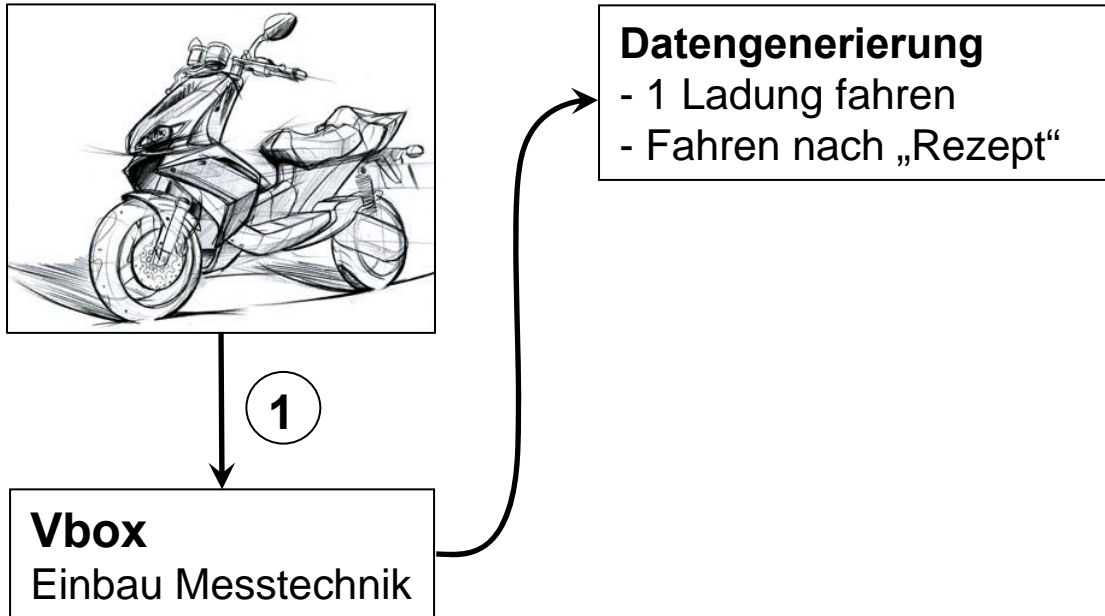 Datengenerierung
- 1 Ladung fahren
- Fahren nach „Rezept“
1
Vbox
Einbau Messtechnik